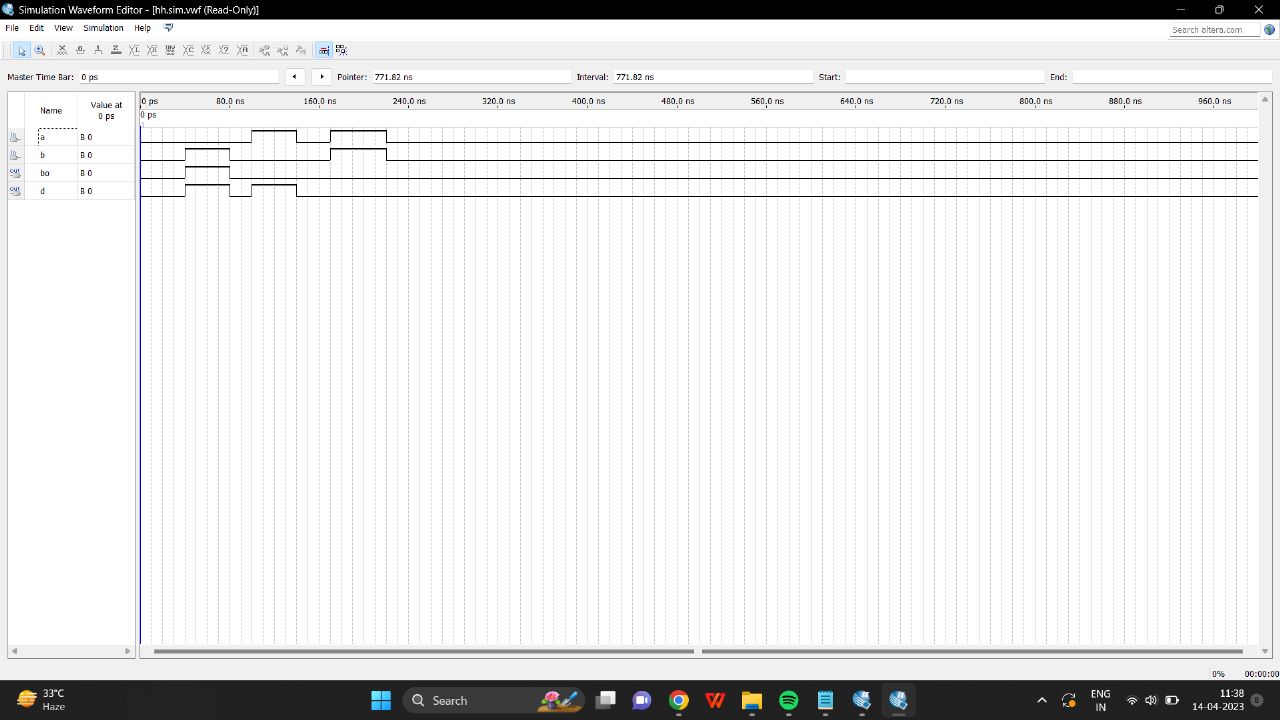 Simulation Waveform Editor - [hh.sim.vwf (Read-Only)]
File Edit View Simulation Help
Search altera.com
Master Time Bar: 0 ps Pointer: 771.82 ns Interval: 771.82 ns Start: End:
Name Value at 0 ps
0 ps 80.0 ns 160.0 ns 240.0 ns 320.0 ns 400.0 ns 480.0 ns 560.0 ns 640.0 ns 720.0 ns 800.0 ns 880.0 ns 960.0 ns
0 ps
a B 0
b B 0
bo B 0
d B 0
0% 00:00:00
33°C
Haze
Search
ENG
IN
11:38
14-04-2023